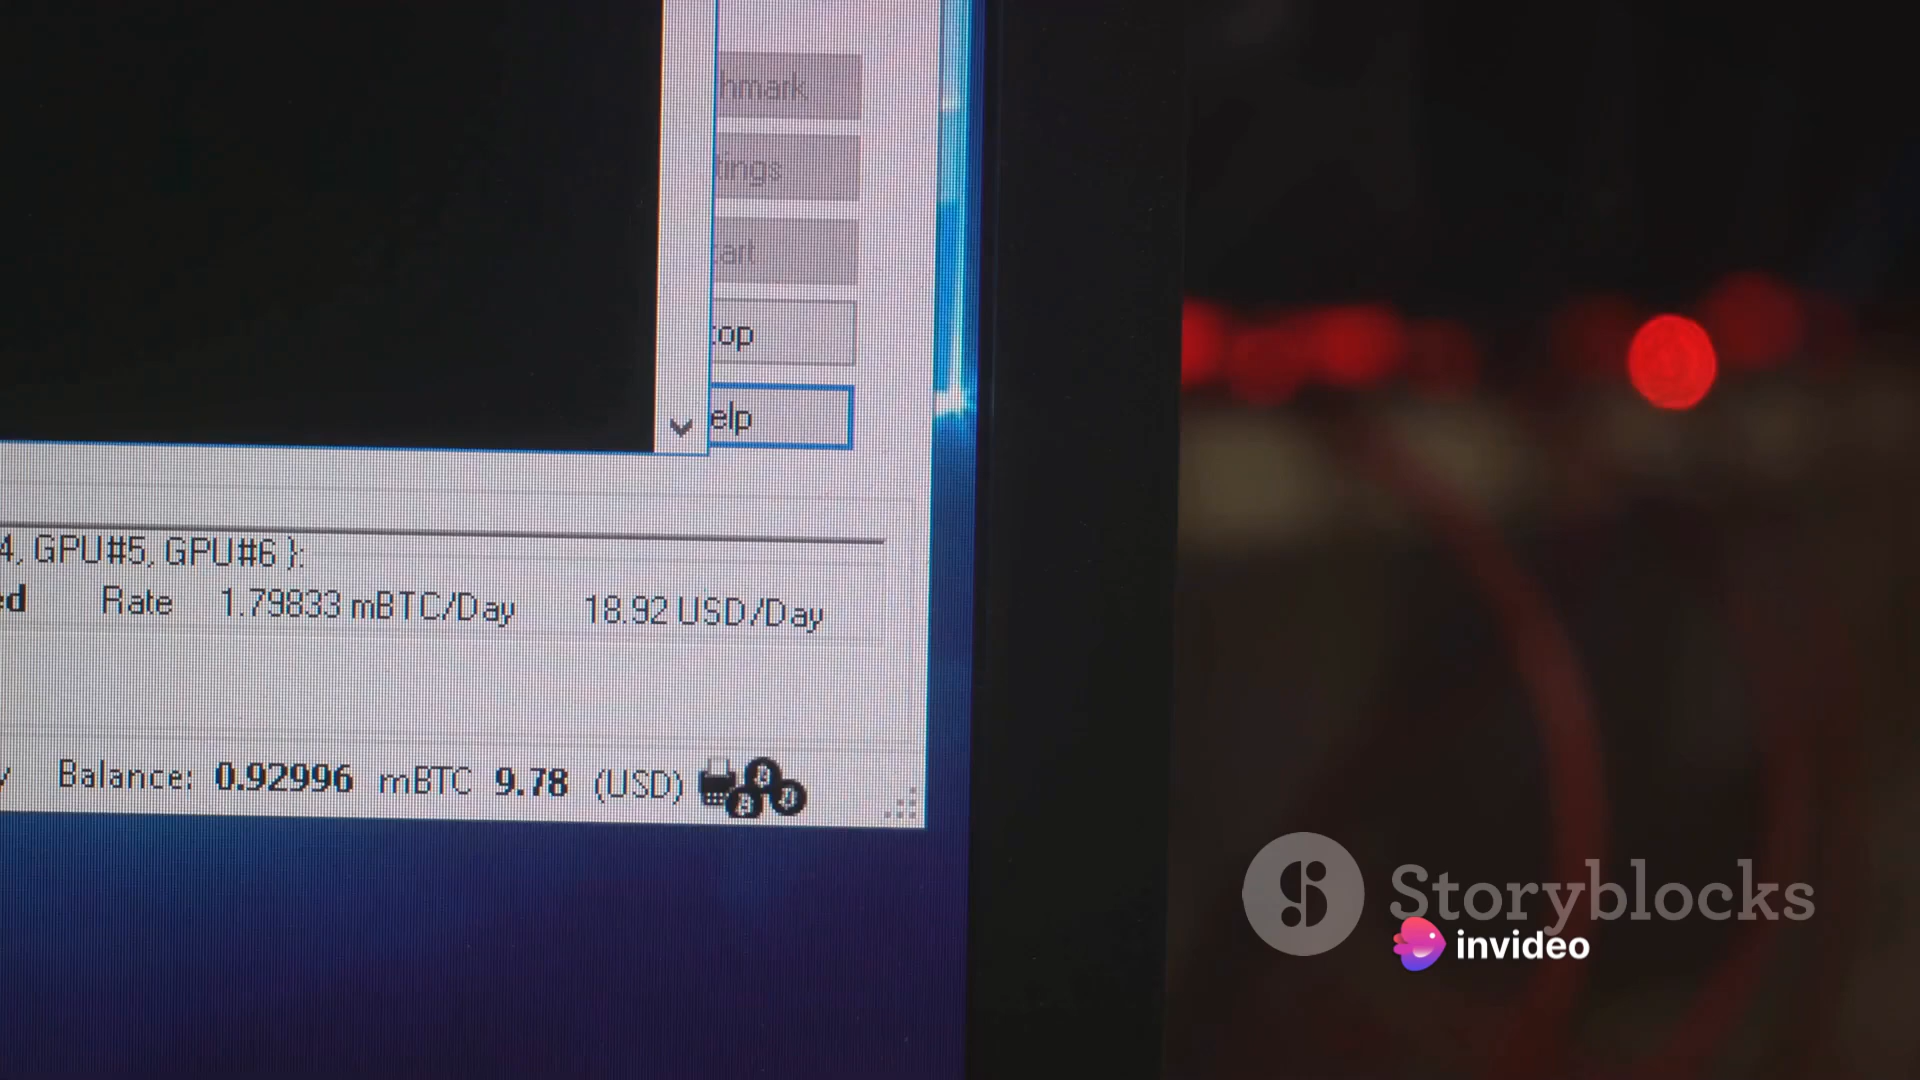 hmark
tings
tart
top
elp
4, GPU#5, GPU#6 }:
ed Rate 1.79833 mBTC/Day 18.92 USD/Day
y Balance: 0.92996 mBTC 9.78 (USD)
Storyblocks
invideo